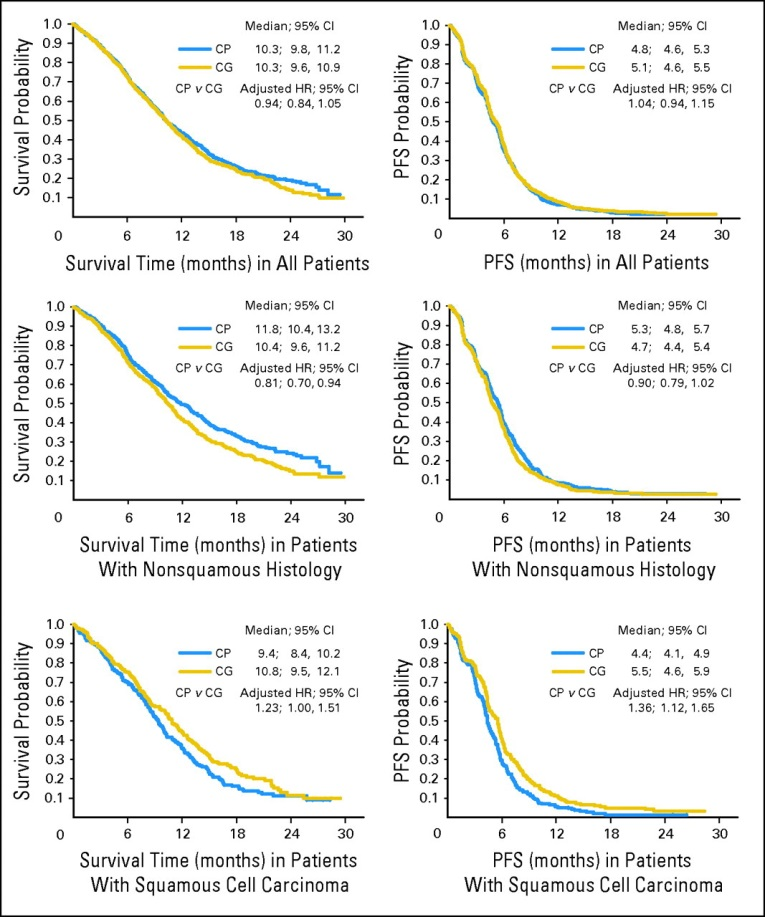 1.0
0.9
0.8
0.7
0.6
0.5
0.4
0.3
0.2
0.1
0
6
12
18
24
30
Survival Probability
Median; 95% CI
CP 10.3; 9.8, 11.2
CG 10.3; 9.6, 10.9
CP v CG Adjusted HR; 95% CI
0.94; 0.84, 1.05
Survival Time (months) in All Patients
1.0
0.9
0.8
0.7
0.6
0.5
0.4
0.3
0.2
0.1
0
6
12
18
24
30
PFS Probability
Median; 95% CI
CP 4.8; 4.6, 5.3
CG 5.1; 4.6, 5.5
CP v CG Adjusted HR; 95% CI
1.04; 0.94, 1.15
PFS (months) in All Patients
1.0
0.9
0.8
0.7
0.6
0.5
0.4
0.3
0.2
0.1
0
6
12
18
24
30
Survival Probability
Median; 95% CI
CP 11.8; 10.4, 13.2
CG 10.4; 9.6, 11.2
CP v CG Adjusted HR; 95% CI
0.81; 0.70, 0.94
Survival Time (months) in Patients
With Nonsquamous Histology
1.0
0.9
0.8
0.7
0.6
0.5
0.4
0.3
0.2
0.1
0
6
12
18
24
30
PFS Probability
Median; 95% CI
CP 5.3; 4.8, 5.7
CG 4.7; 4.4, 5.4
CP v CG Adjusted HR; 95% CI
0.90; 0.79, 1.02
PFS (months) in Patients
With Nonsquamous Histology
1.0
0.9
0.8
0.7
0.6
0.5
0.4
0.3
0.2
0.1
0
6
12
18
24
30
Survival Probability
Median; 95% CI
CP 9.4; 8.4, 10.2
CG 10.8; 9.5, 12.1
CP v CG Adjusted HR; 95% CI
1.23; 1.00, 1.51
Survival Time (months) in Patients
With Squamous Cell Carcinoma
1.0
0.9
0.8
0.7
0.6
0.5
0.4
0.3
0.2
0.1
0
6
12
18
24
30
PFS Probability
Median; 95% CI
CP 4.4; 4.1, 4.9
CG 5.5; 4.6, 5.9
CP v CG Adjusted HR; 95% CI
1.36; 1.12, 1.65
PFS (months) in Patients
With Squamous Cell Carcinoma